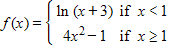 f(x) = { ln (x+3) if x < 1
4x² − 1 if x ≥ 1